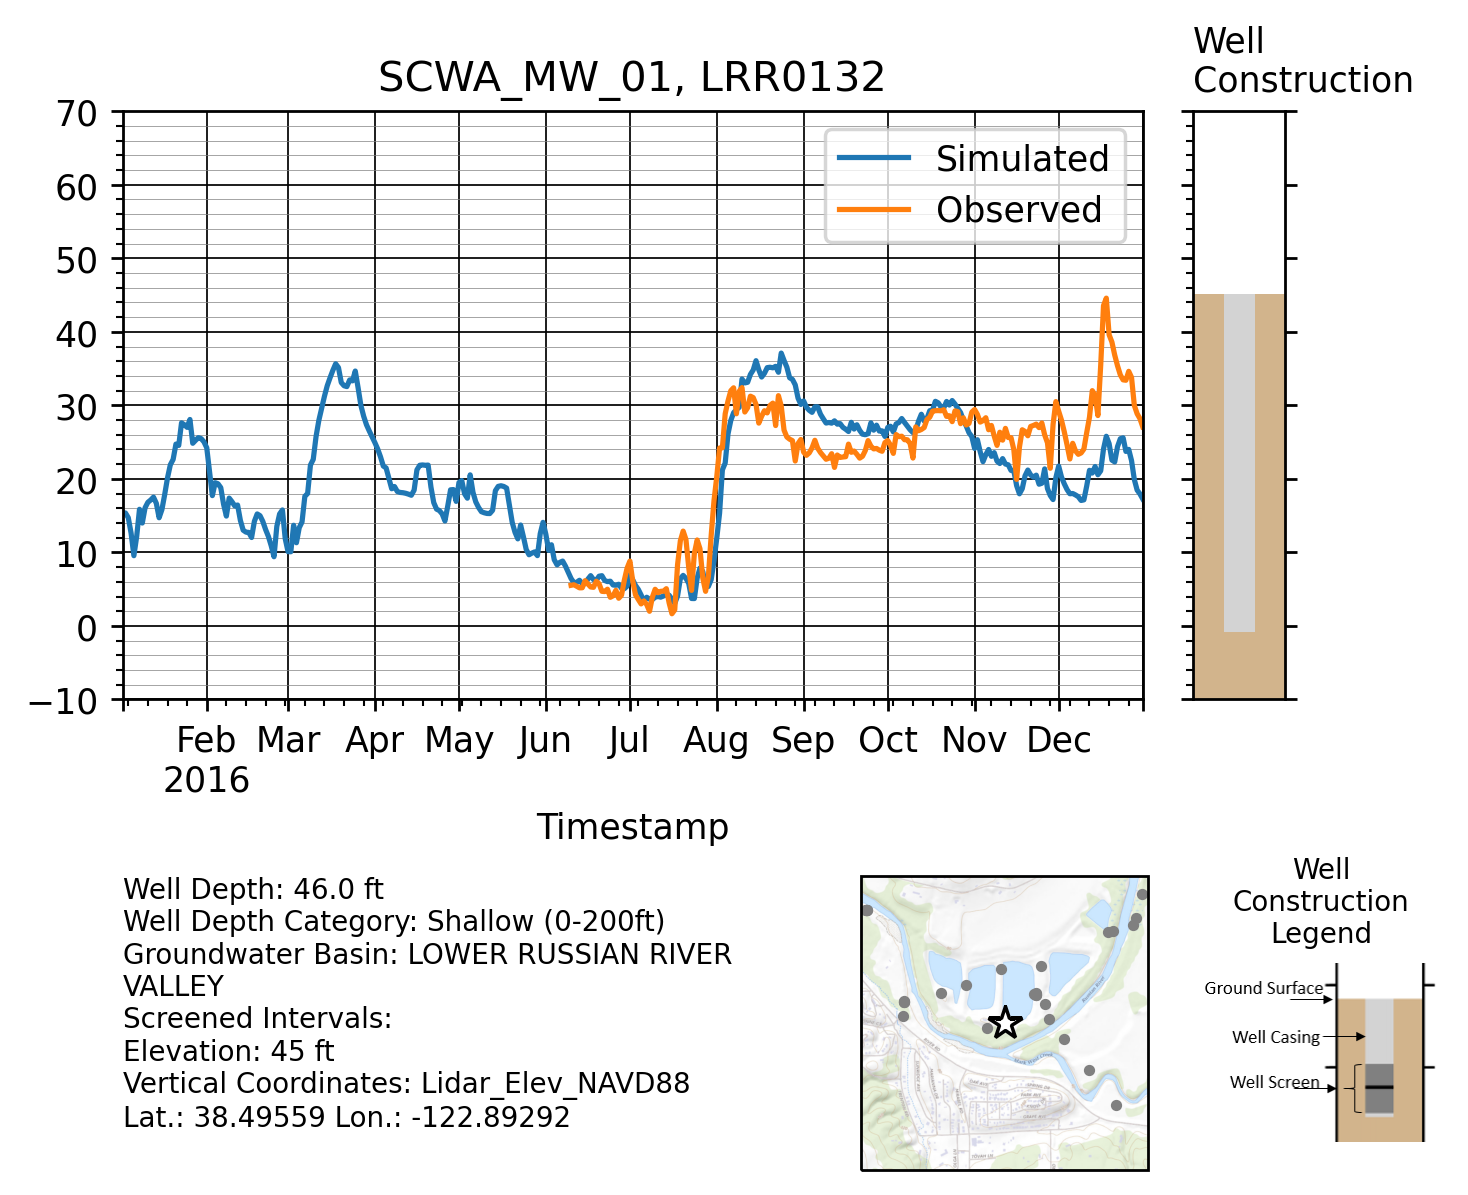 Well
Construction
SCWA_MW_01, LRR0132
70
60
50
40
30
20
10
0
−10
Simulated
Observed
Feb Mar Apr May Jun Jul Aug Sep Oct Nov Dec
2016
Timestamp
Well Depth: 46.0 ft
Well Depth Category: Shallow (0-200ft)
Groundwater Basin: LOWER RUSSIAN RIVER
VALLEY
Screened Intervals:
Elevation: 45 ft
Vertical Coordinates: Lidar_Elev_NAVD88
Lat.: 38.49559 Lon.: -122.89292
Well
Construction
Legend
Ground Surface
Well Casing
Well Screen